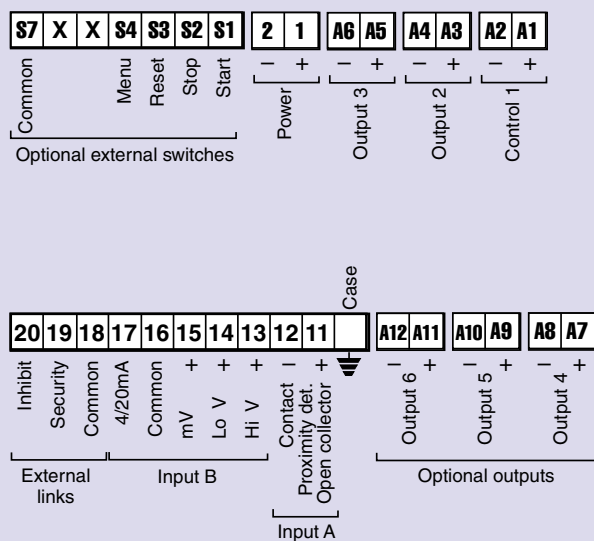 S7 X X S4 S3 S2 S1 2 1 A6 A5 A4 A3 A2 A1
− + − + − + − +
Common Menu Reset Stop Start Power Output 3 Output 2 Control 1
Optional external switches
Case
20 19 18 17 16 15 14 13 12 11 A12 A11 A10 A9 A8 A7
+ + + − + − + − + − +
Inhibit Security Common 4/20mA Common mV Lo V Hi V Contact Proximity det. Open collector Output 6 Output 5 Output 4
External links
Input B
Optional outputs
Input A